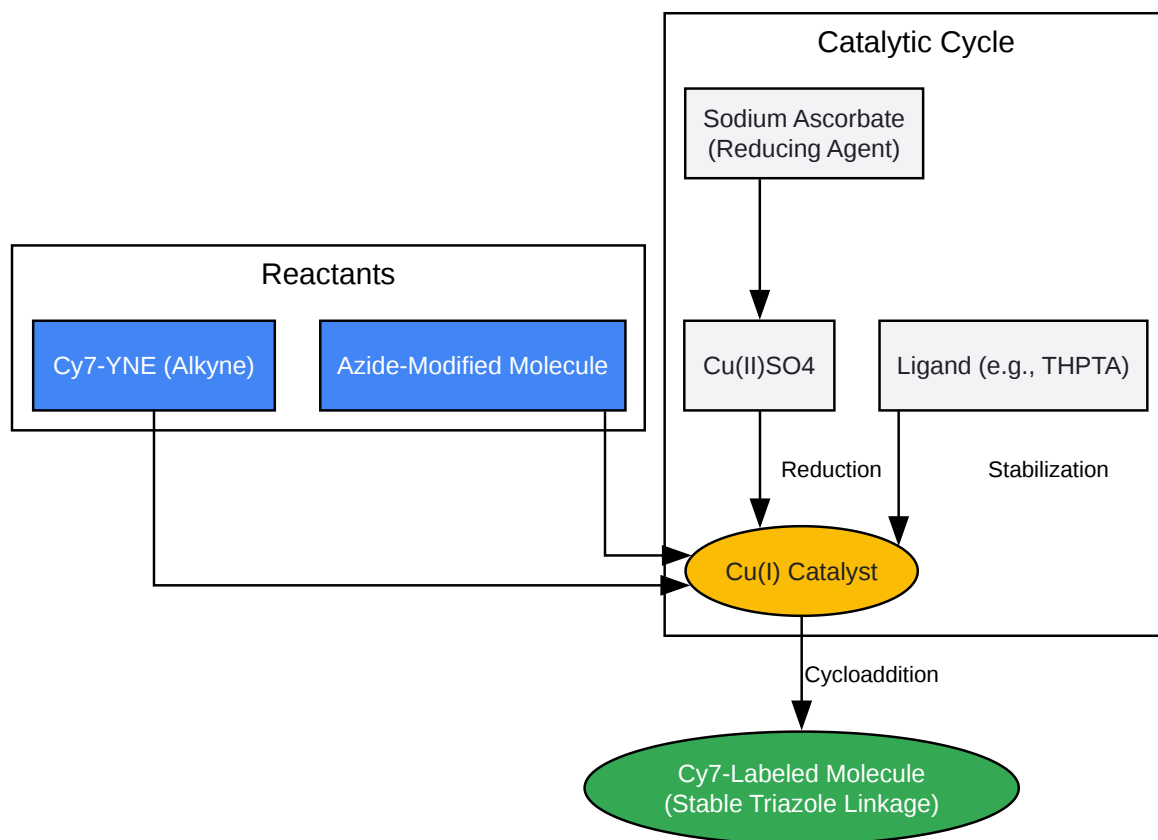 Catalytic Cycle
Sodium Ascorbate
(Reducing Agent)
Reactants
Cy7-YNE (Alkyne)
Azide-Modified Molecule
Cu(II)SO4
Ligand (e.g., THPTA)
Reduction
Stabilization
Cu(I) Catalyst
Cycloaddition
Cy7-Labeled Molecule
(Stable Triazole Linkage)